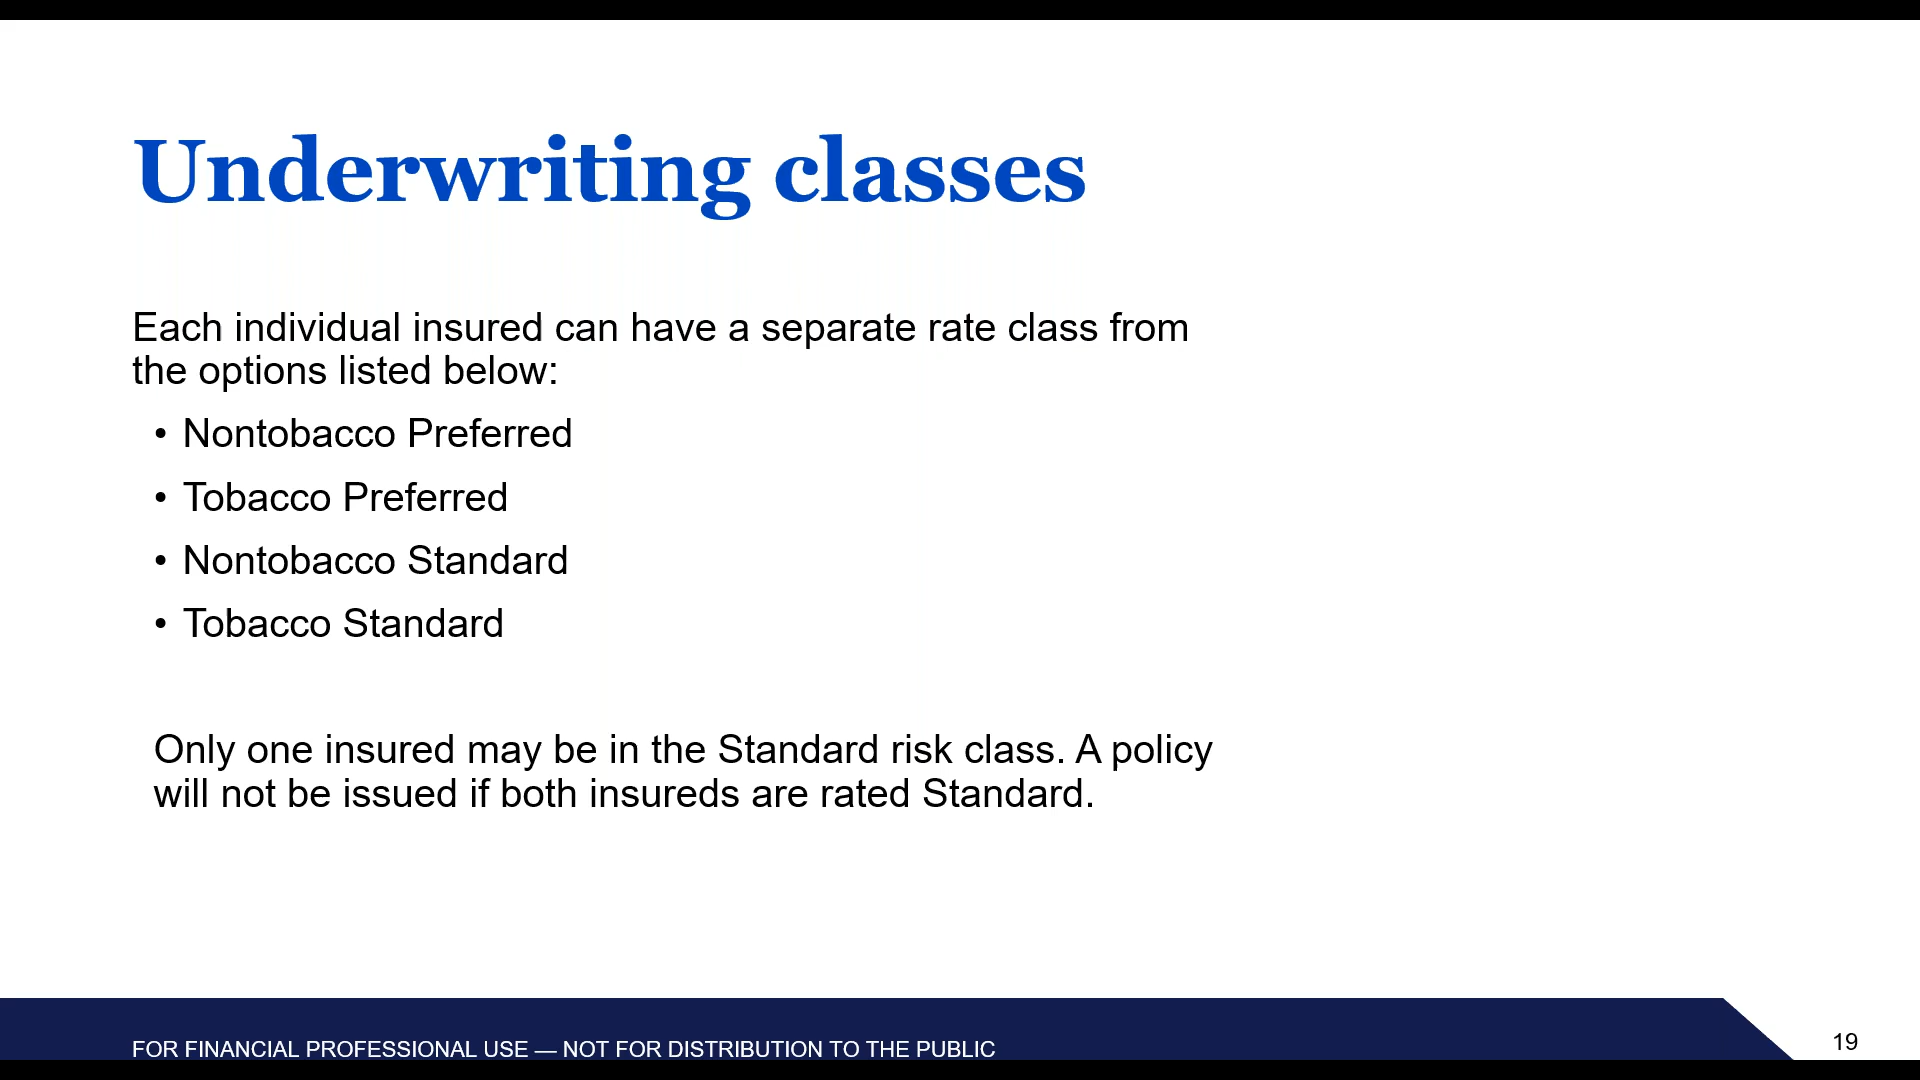 Underwriting classes
Each individual insured can have a separate rate class from
the options listed below:
• Nontobacco Preferred
• Tobacco Preferred
• Nontobacco Standard
• Tobacco Standard
Only one insured may be in the Standard risk class. A policy
will not be issued if both insureds are rated Standard.
FOR FINANCIAL PROFESSIONAL USE — NOT FOR DISTRIBUTION TO THE PUBLIC
19